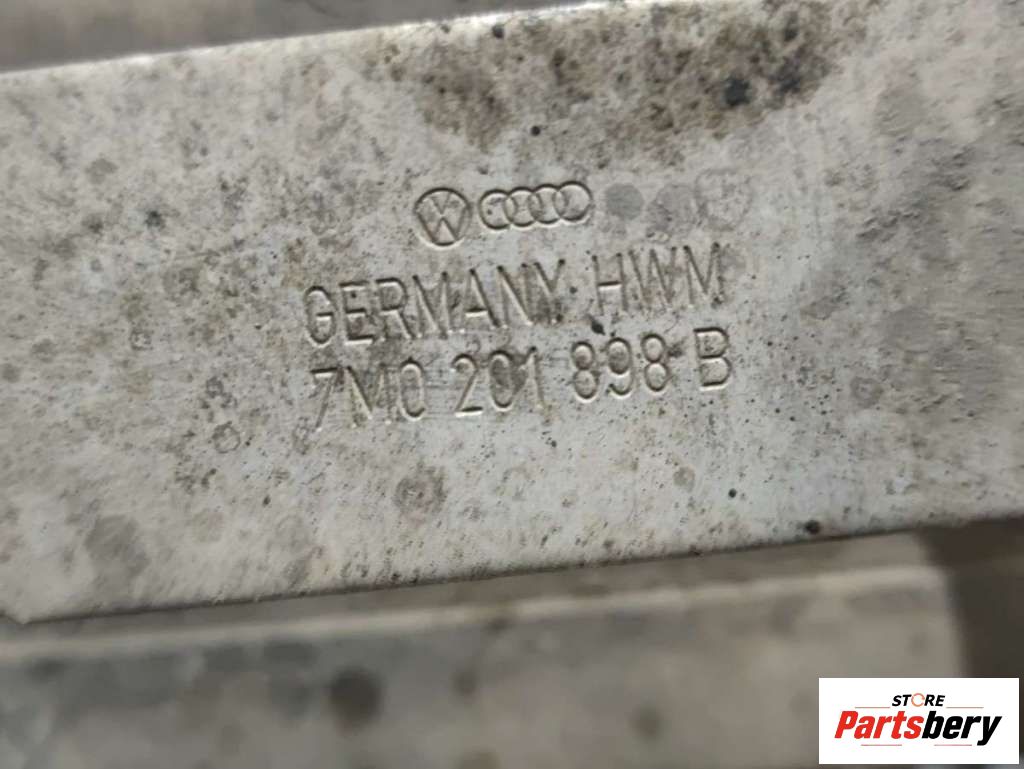 GERMANY HWM
7M0 201 898 B
STORE
Partsbery